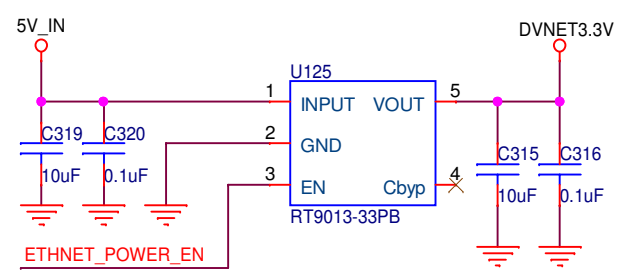 5V_IN
DVNET3.3V
U125
1
INPUT
VOUT
5
C319
C320
2
GND
C315
C316
10uF
0.1uF
3
EN
Cbyp
4
10uF
0.1uF
RT9013-33PB
ETHNET_POWER_EN